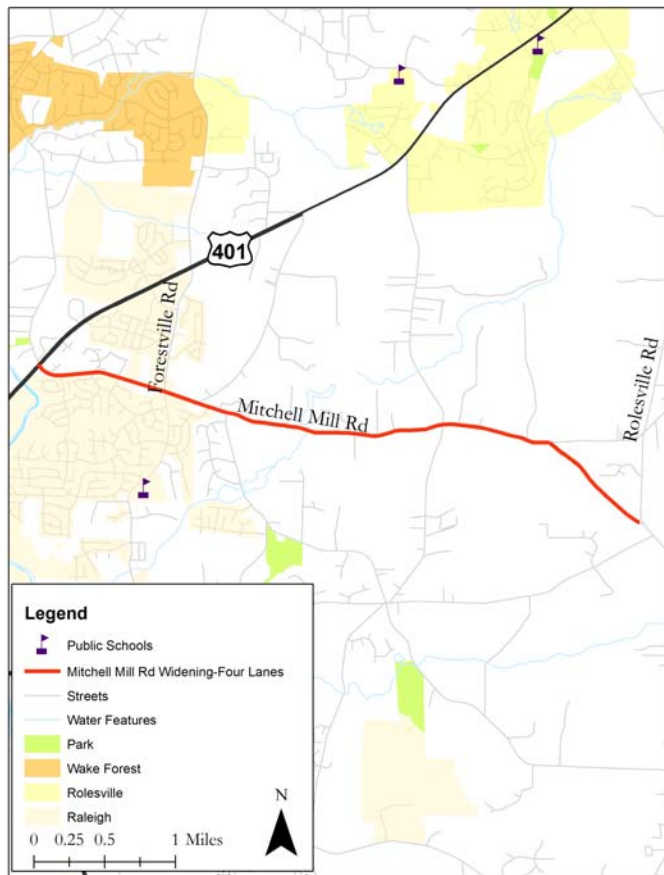 401
Forestville Rd
Mitchell Mill Rd
Rolesville Rd
Legend
Public Schools
Mitchell Mill Rd Widening-Four Lanes
Streets
Water Features
Park
Wake Forest
Rolesville
Raleigh
N
0 0.25 0.5 1 Miles